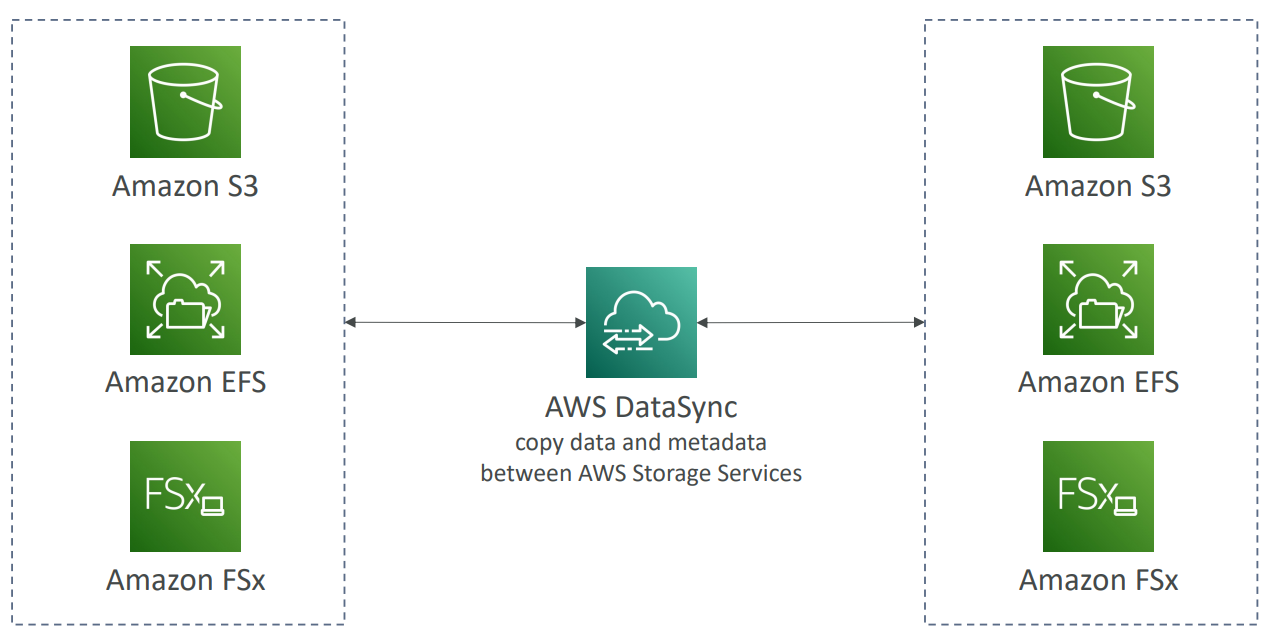 Amazon S3
Amazon EFS
FSx
Amazon FSx
AWS DataSync
copy data and metadata
between AWS Storage Services
Amazon S3
Amazon EFS
FSx
Amazon FSx